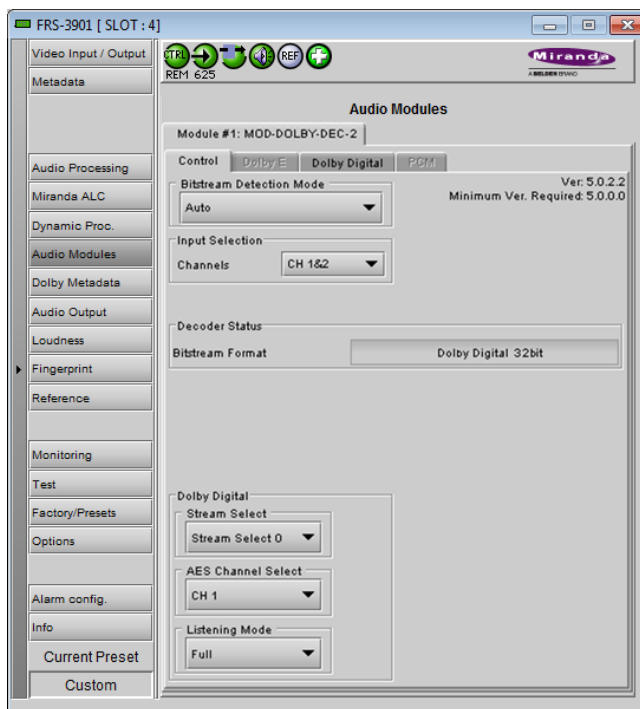 FRS-3901 [ SLOT : 4]
Video Input / Output
Metadata
Audio Processing
Miranda ALC
Dynamic Proc.
Audio Modules
Dolby Metadata
Audio Output
Loudness
Fingerprint
Reference
Monitoring
Test
Factory/Presets
Options
Alarm config.
Info
Current Preset
Custom
CTRL
REF
REM 625
Miranda
A BELDEN BRAND
Audio Modules
Module #1: MOD-DOLBY-DEC-2
Control
Dolby E
Dolby Digital
PCM
Bitstream Detection Mode
Auto
Ver: 5.0.2.2
Minimum Ver. Required: 5.0.0.0
Input Selection
Channels
CH 1&2
Decoder Status
Bitstream Format
Dolby Digital 32bit
Dolby Digital
Stream Select
Stream Select 0
AES Channel Select
CH 1
Listening Mode
Full